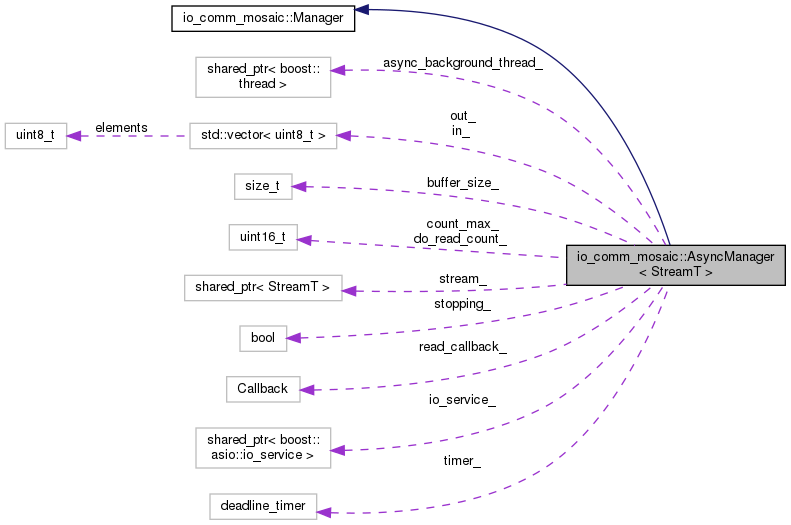 io_comm_mosaic::Manager
shared_ptr< boost::
thread >
async_background_thread_
uint8_t
elements
std::vector< uint8_t >
out_
in_
size_t
buffer_size_
uint16_t
count_max_
do_read_count_
io_comm_mosaic::AsyncManager
< StreamT >
shared_ptr< StreamT >
stream_
bool
stopping_
Callback
read_callback_
shared_ptr< boost::
asio::io_service >
io_service_
deadline_timer
timer_